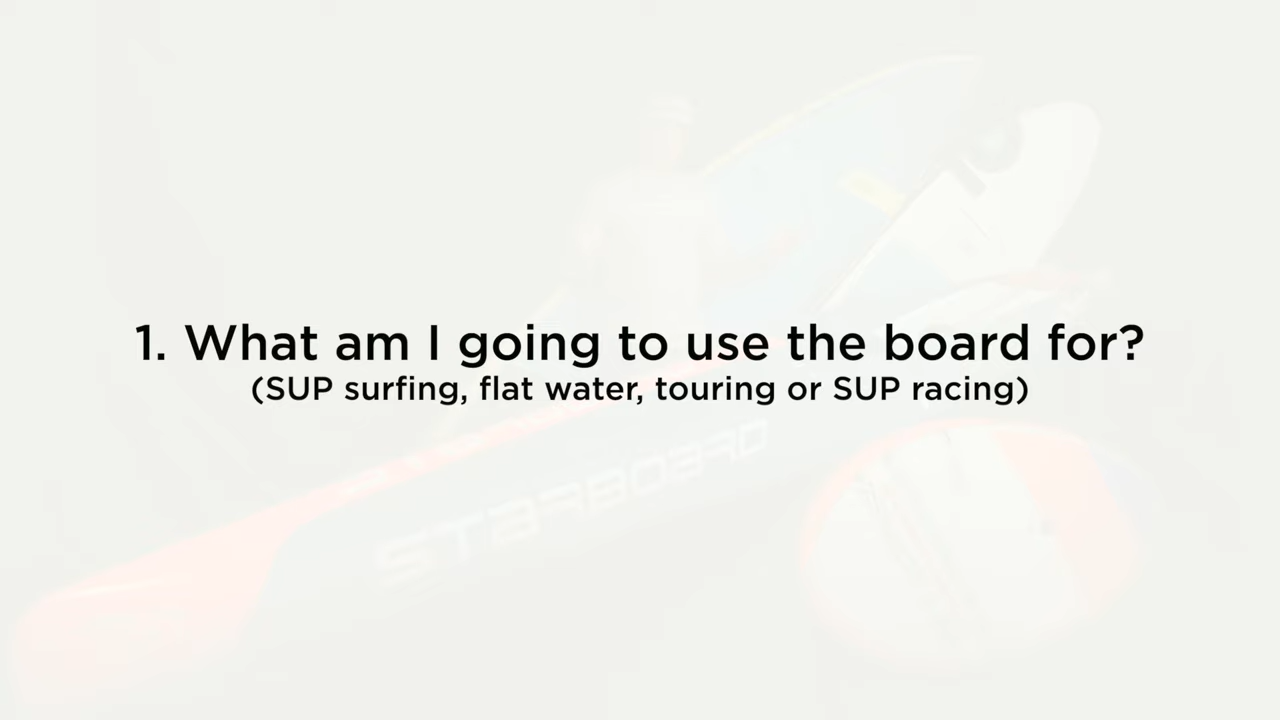 1. What am I going to use the board for?
(SUP surfing, flat water, touring or SUP racing)
STARBOARD